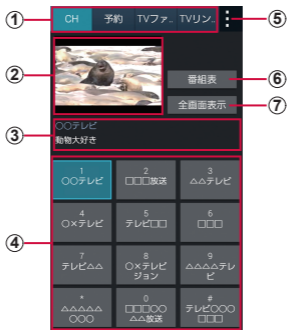 ① CH 予約 TVファ.. TVリン.. ⑤
②
番組表 ⑥
全画面表示 ⑦
③ ○○テレビ
動物大好き
④
1 2 3
○○テレビ □□□放送 △△テレビ
4 5 6
○×テレビ テレビ□□ □□□
7 8 9
テレビ△△ ○×テレビ △△△△テレ
ジョン ビ
* 0 #
△△△△△ □□□○○ テレビ○○○
○○○ △△放送 □□□